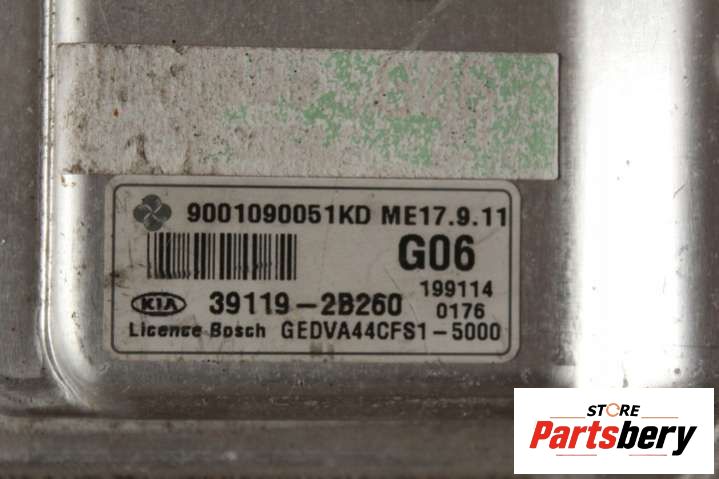 9001090051KD ME17.9.11
G06
KIA 39119-2B260 199114
0176
Licence Bosch GEDVA44CFS1-5000
STORE
Partsbery